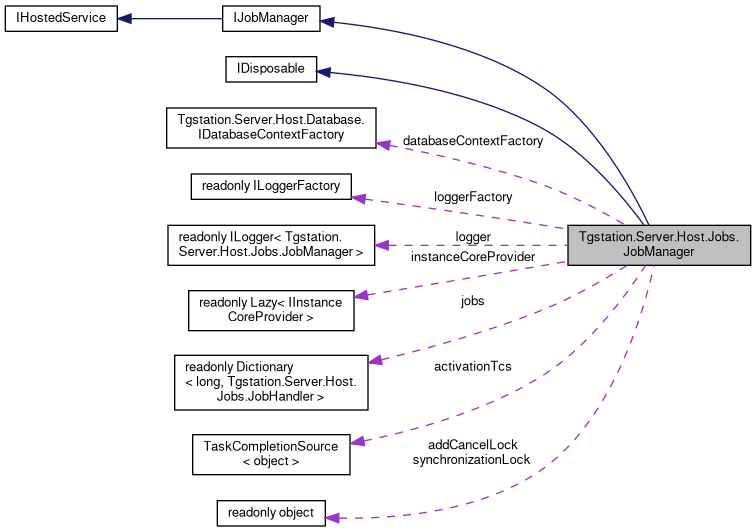 IHostedService
IJobManager
IDisposable
Tgstation.Server.Host.Database.
IDatabaseContextFactory
databaseContextFactory
readonly ILoggerFactory
loggerFactory
readonly ILogger< Tgstation.
Server.Host.Jobs.JobManager >
logger
Tgstation.Server.Host.Jobs.
JobManager
instanceCoreProvider
readonly Lazy< IInstance
CoreProvider >
jobs
readonly Dictionary
< long, Tgstation.Server.Host.
Jobs.JobHandler >
activationTcs
TaskCompletionSource
< object >
addCancelLock
synchronizationLock
readonly object